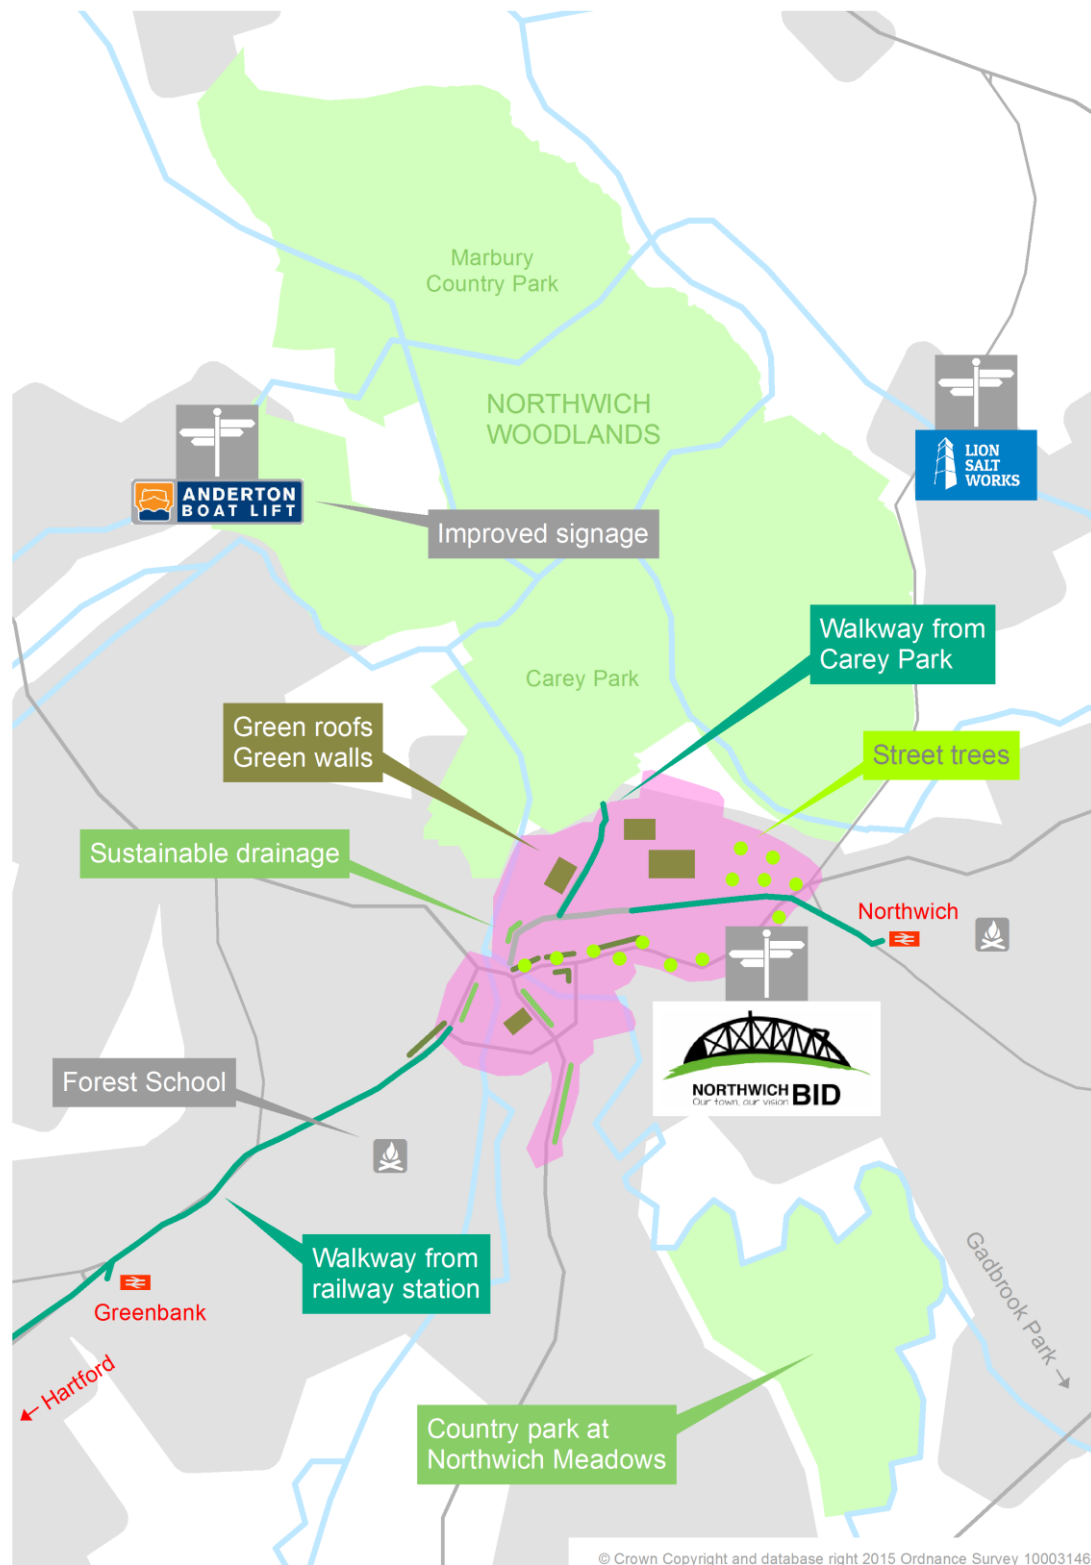 Marbury
Country Park
NORTHWICH
WOODLANDS
LION
SALT
WORKS
ANDERTON
BOAT LIFT
Improved signage
Walkway from
Carey Park
Carey Park
Green roofs
Green walls
Street trees
Sustainable drainage
Northwich
NORTHWICH BID
Our town, our vision
Forest School
Walkway from
railway station
Greenbank
← Hartford
Gadbrook Park →
Country park at
Northwich Meadows
© Crown Copyright and database right 2015 Ordnance Survey 10003146